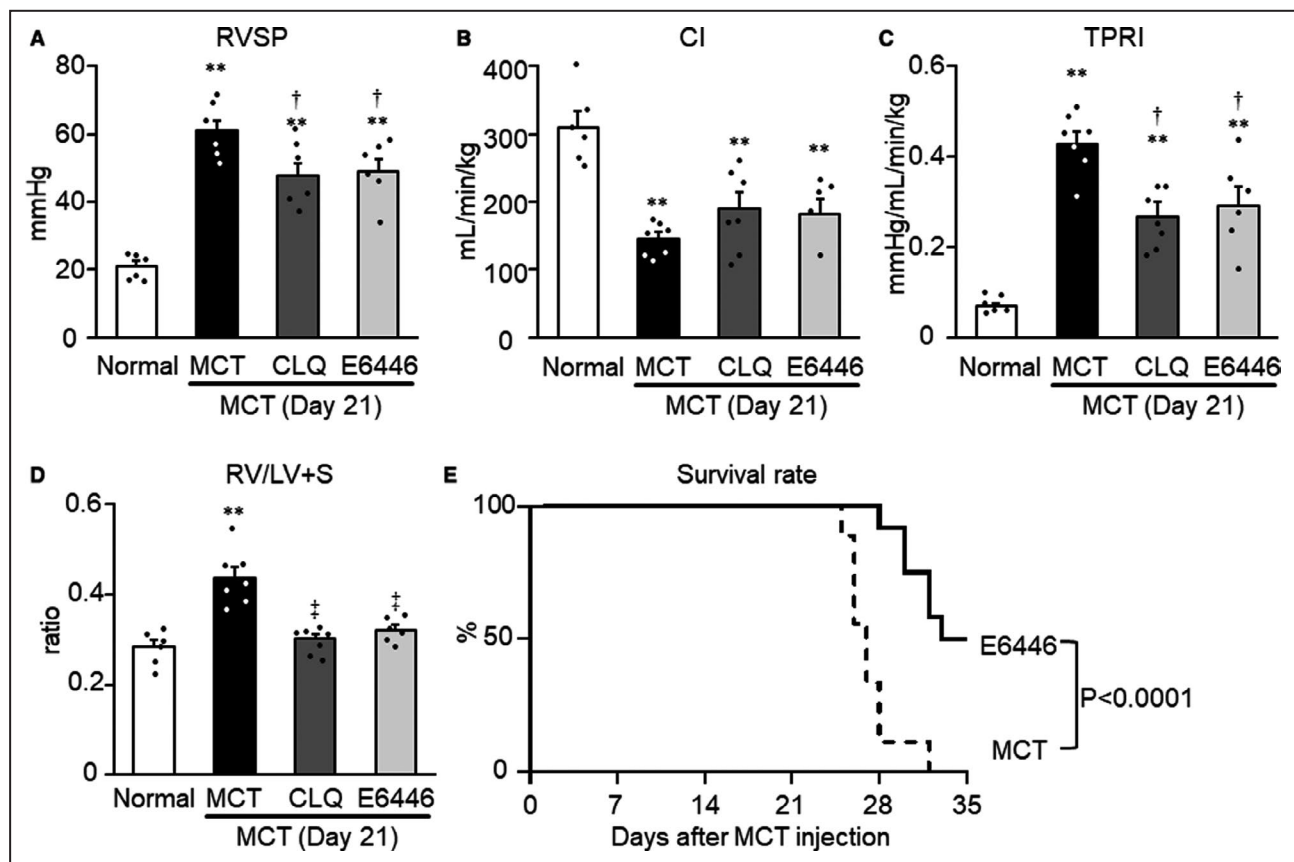 A RVSP
mmHg
80
**
†
**
†
**
60
40
20
0
Normal MCT CLQ E6446
MCT (Day 21)
B CI
mL/min/kg
400
300
200
100
0
**
**
**
Normal MCT CLQ E6446
MCT (Day 21)
C TPRI
mmHg/mL/min/kg
0.6
0.4
0.2
0
**
†
**
†
**
Normal MCT CLQ E6446
MCT (Day 21)
D RV/LV+S
ratio
0.6
0.4
0.2
0
**
‡
‡
Normal MCT CLQ E6446
MCT (Day 21)
E Survival rate
%
100
50
0
0 7 14 21 28 35
Days after MCT injection
E6446
P<0.0001
MCT